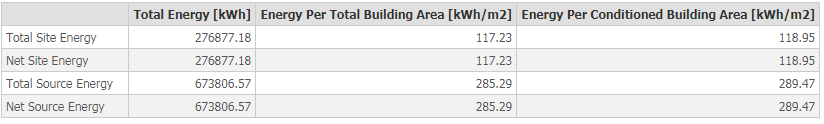 Total Energy [kWh] Energy Per Total Building Area [kWh/m2] Energy Per Conditioned Building Area [kWh/m2]
Total Site Energy 276877.18 117.23 118.95
Net Site Energy 276877.18 117.23 118.95
Total Source Energy 673806.57 285.29 289.47
Net Source Energy 673806.57 285.29 289.47